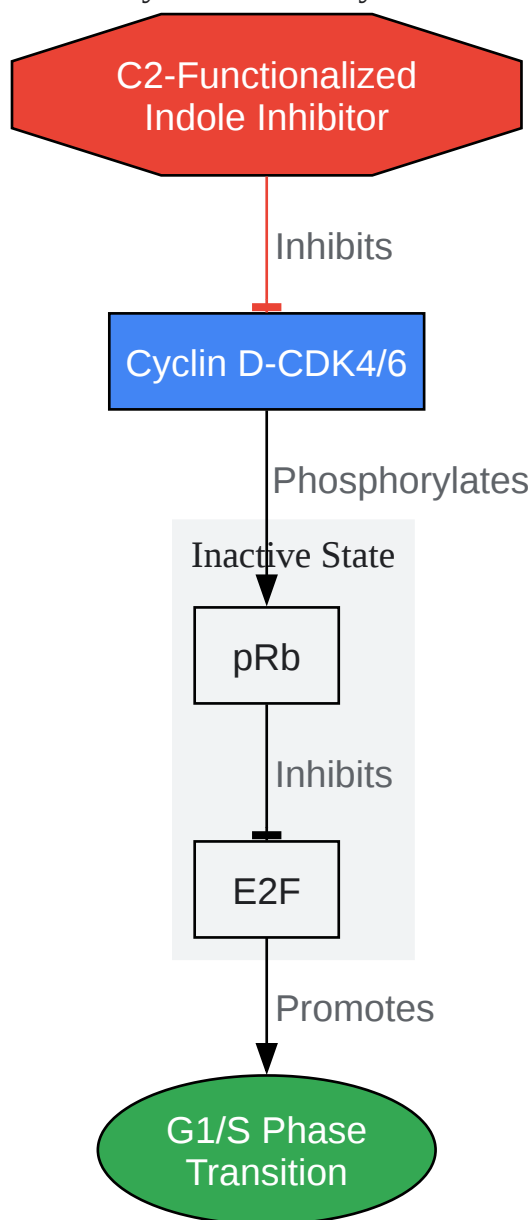 C2-Functionalized
Indole Inhibitor
Inhibits
Cyclin D-CDK4/6
Phosphorylates
Inactive State
pRb
Inhibits
E2F
Promotes
G1/S Phase
Transition